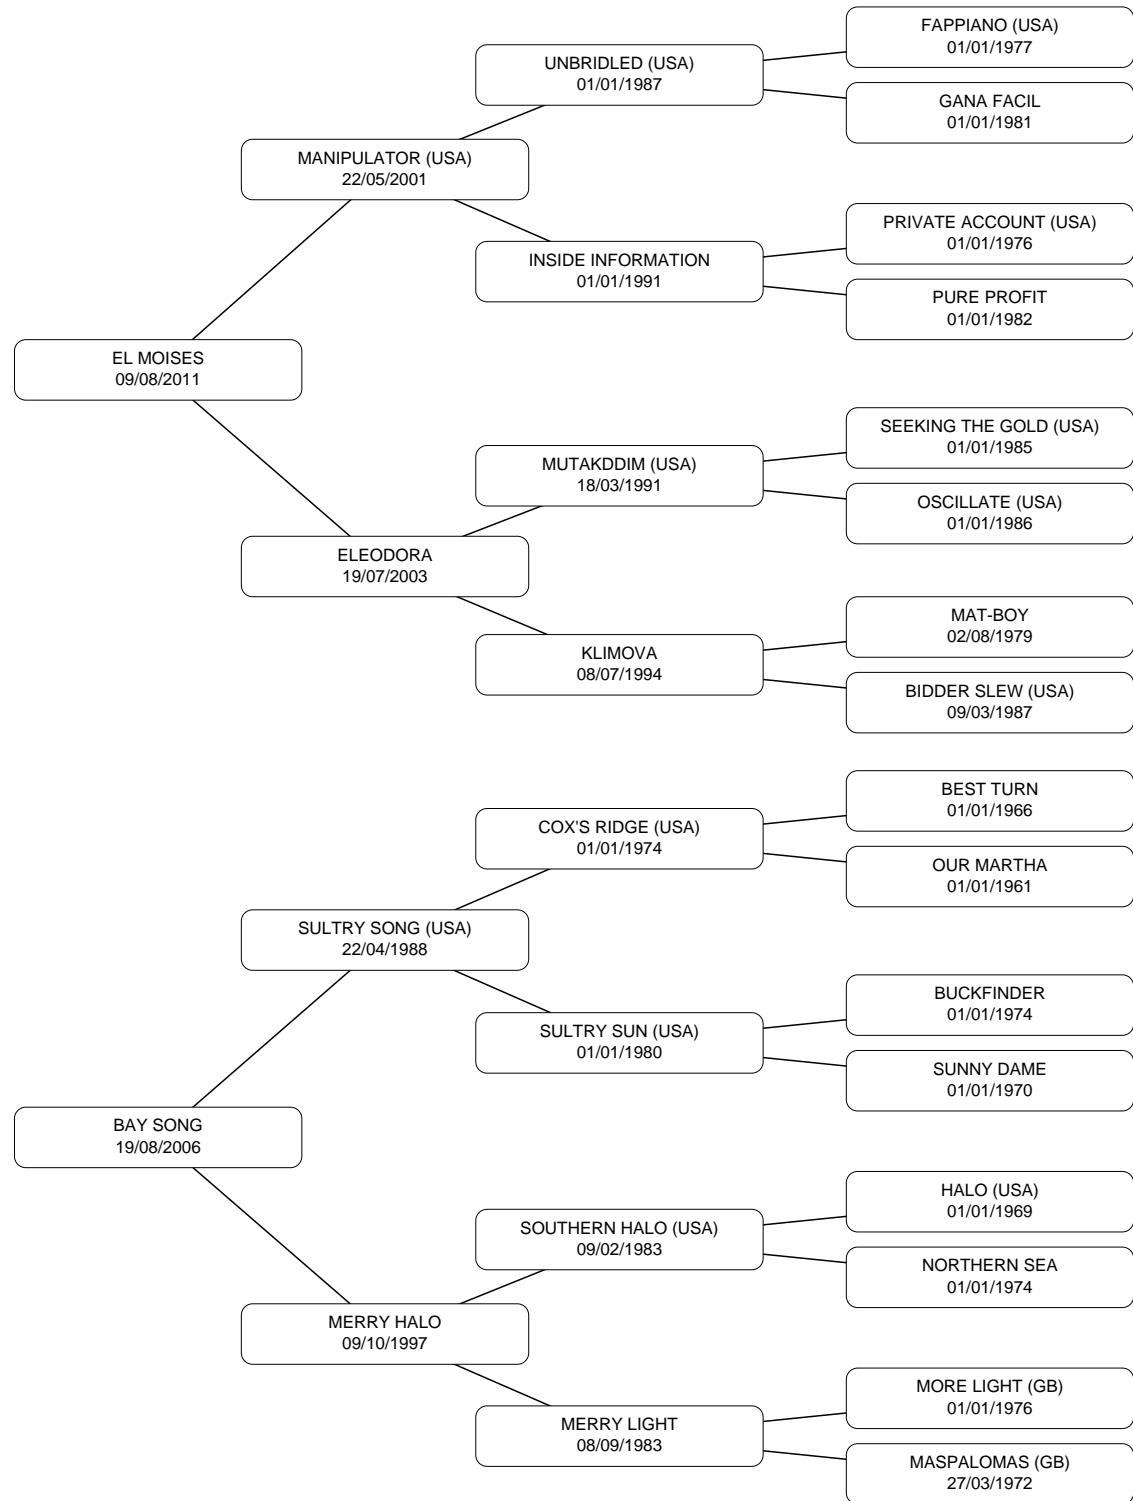 FAPPIANO (USA)
01/01/1977
UNBRIDLED (USA)
01/01/1987
GANA FACIL
01/01/1981
MANIPULATOR (USA)
22/05/2001
PRIVATE ACCOUNT (USA)
01/01/1976
INSIDE INFORMATION
01/01/1991
PURE PROFIT
01/01/1982
EL MOISES
09/08/2011
SEEKING THE GOLD (USA)
01/01/1985
MUTAKDDIM (USA)
18/03/1991
OSCILLATE (USA)
01/01/1986
ELEODORA
19/07/2003
MAT-BOY
02/08/1979
KLIMOVA
08/07/1994
BIDDER SLEW (USA)
09/03/1987
BEST TURN
01/01/1966
COX'S RIDGE (USA)
01/01/1974
OUR MARTHA
01/01/1961
SULTRY SONG (USA)
22/04/1988
BUCKFINDER
01/01/1974
SULTRY SUN (USA)
01/01/1980
SUNNY DAME
01/01/1970
BAY SONG
19/08/2006
HALO (USA)
01/01/1969
SOUTHERN HALO (USA)
09/02/1983
NORTHERN SEA
01/01/1974
MERRY HALO
09/10/1997
MORE LIGHT (GB)
01/01/1976
MERRY LIGHT
08/09/1983
MASPALOMAS (GB)
27/03/1972